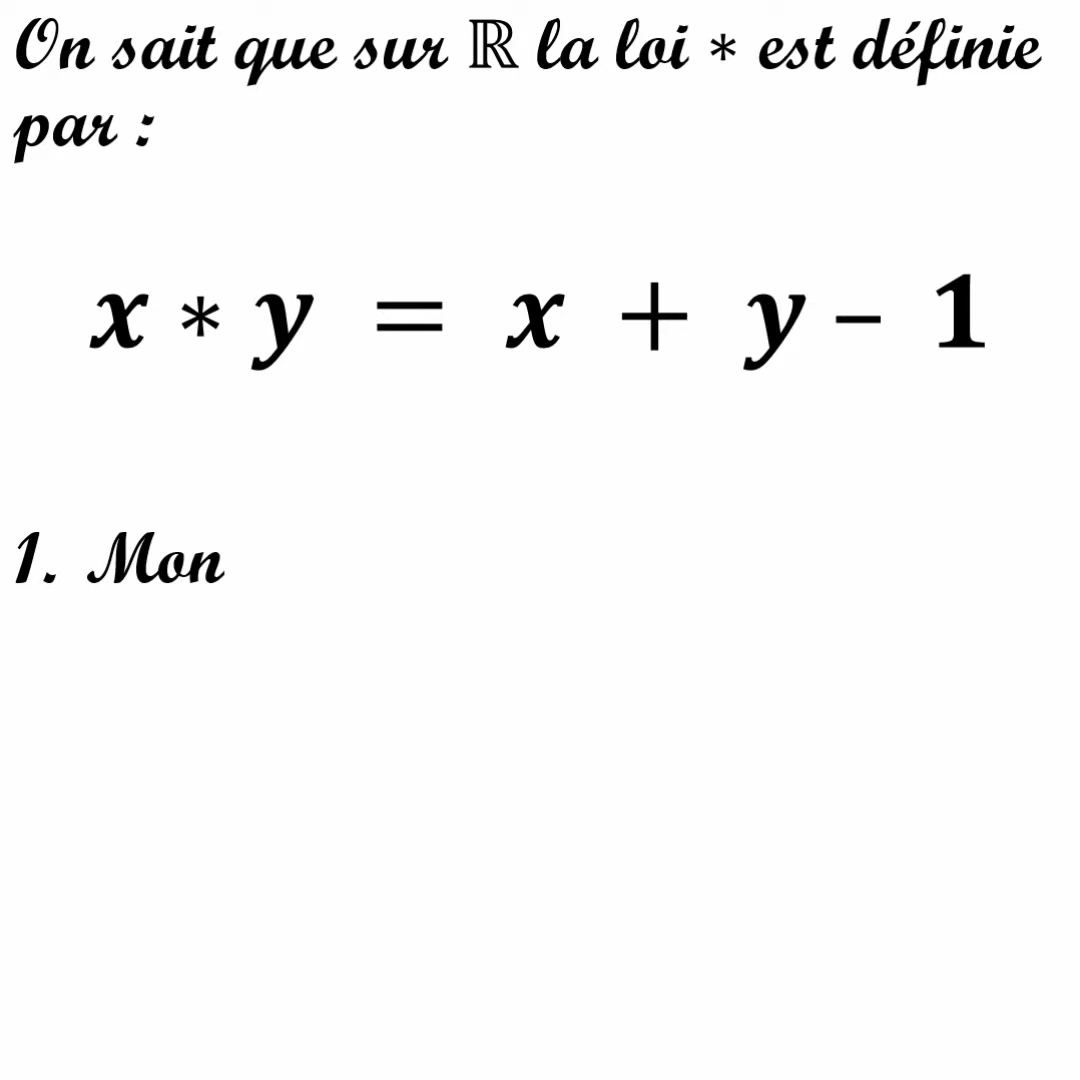 On sait que sur ℝ la loi * est définie
par :
x * y = x + y – 1
1. Mon